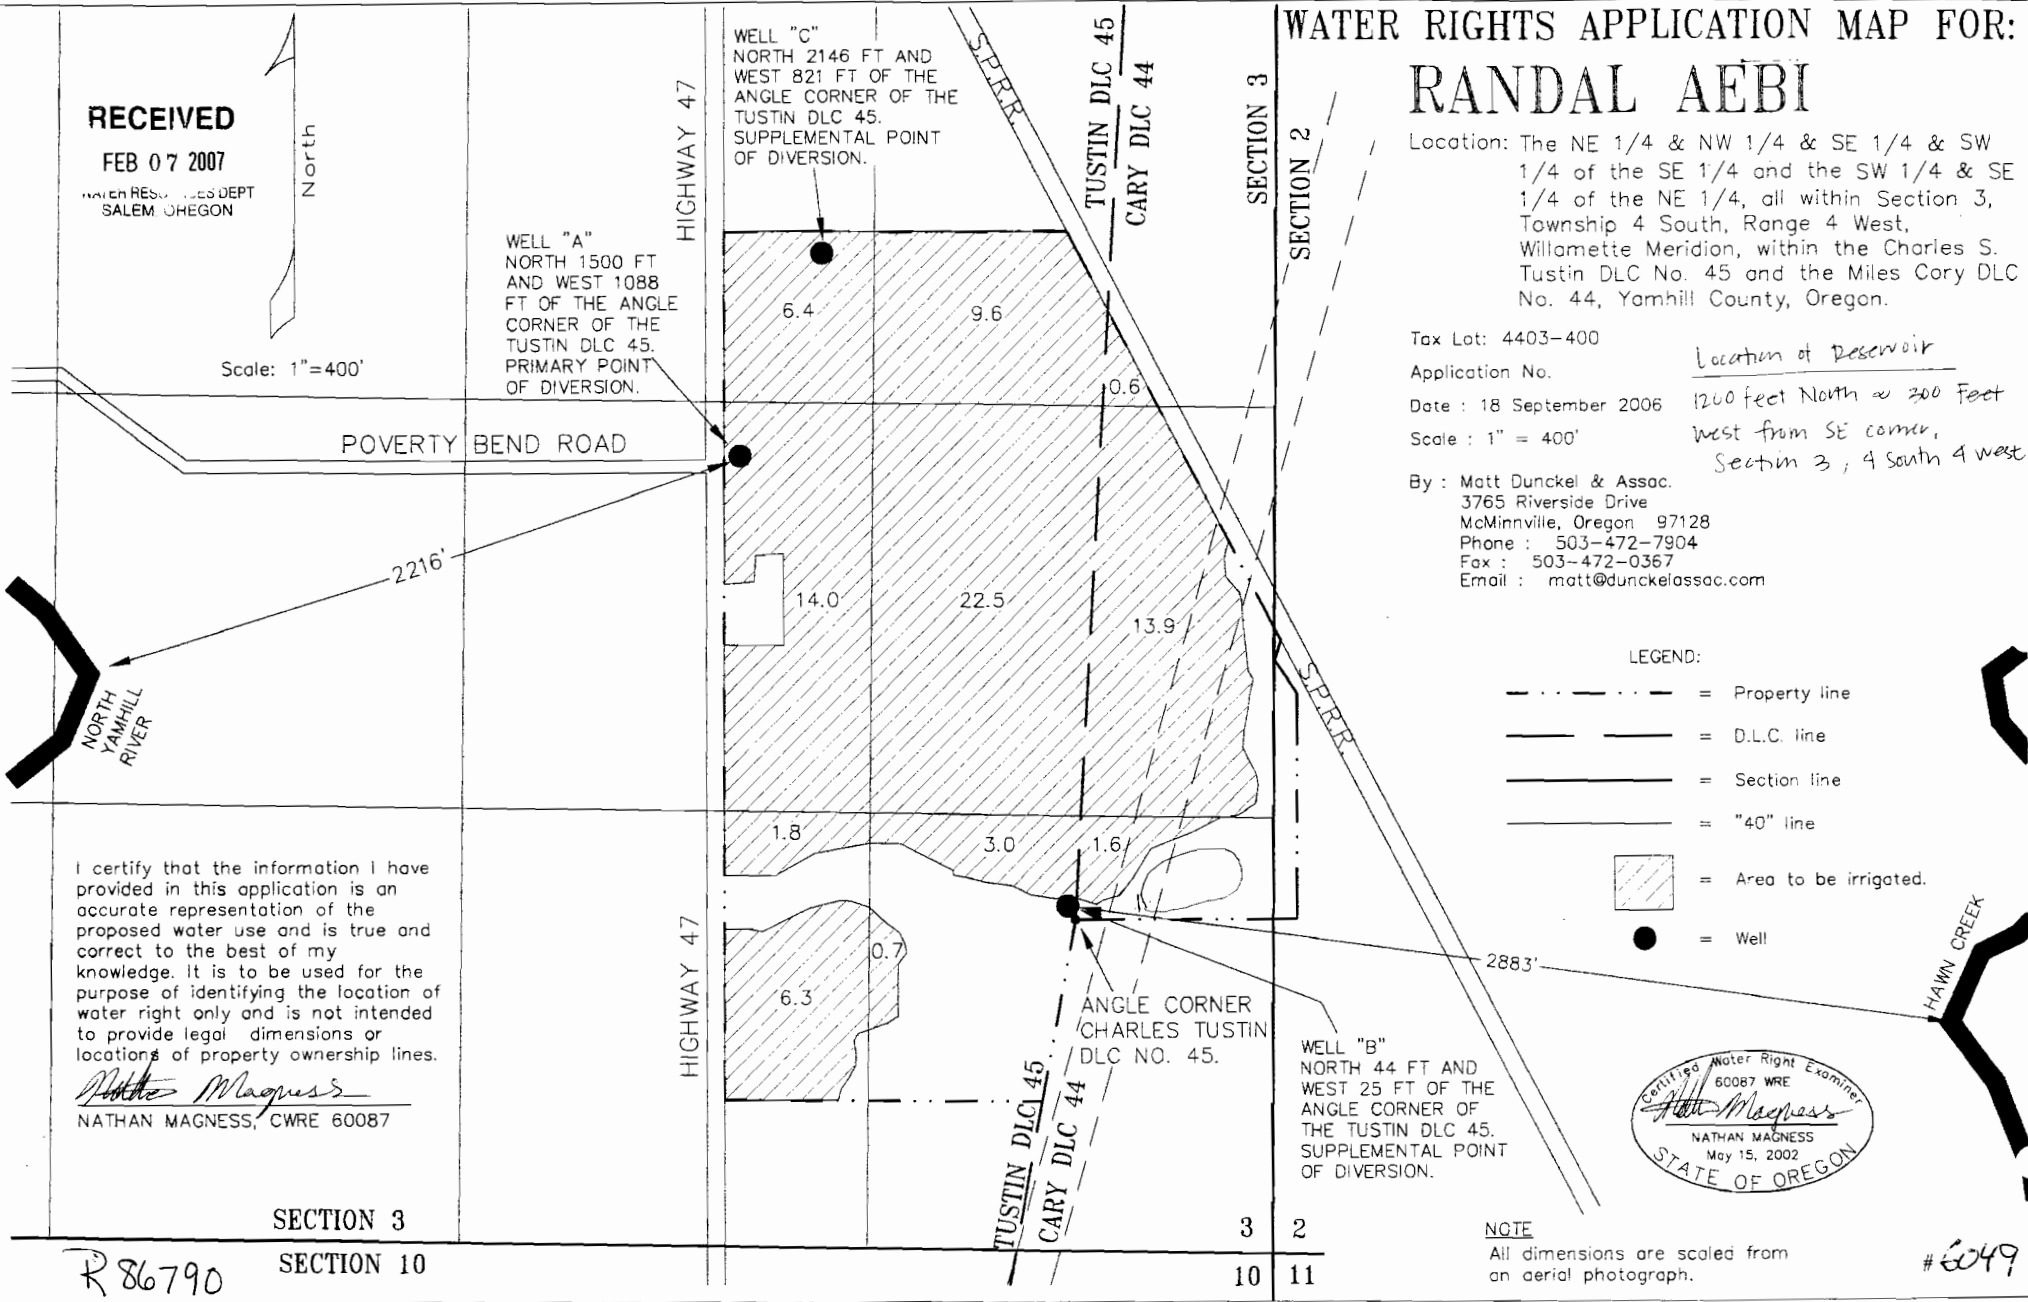 WATER RIGHTS APPLICATION MAP FOR:
RANDAL AEBI
Location: The NE 1/4 & NW 1/4 & SE 1/4 & SW
1/4 of the SE 1/4 and the SW 1/4 & SE
1/4 of the NE 1/4, all within Section 3,
Township 4 South, Range 4 West,
Willamette Meridian, within the Charles S.
Tustin DLC No. 45 and the Miles Cary DLC
No. 44, Yamhill County, Oregon.
Tax Lot: 4403-400
Application No.
Date : 18 September 2006
Scale : 1" = 400'
Location of Reservoir
1200 feet North & 300 Feet
West from SE corner,
Section 3, 4 South 4 West
By : Matt Dunckel & Assoc.
3765 Riverside Drive
McMinnville, Oregon 97128
Phone : 503-472-7904
Fax : 503-472-0367
Email : matt@dunckelassoc.com
LEGEND:
= Property line
= D.L.C. line
= Section line
= "40" line
= Area to be irrigated.
= Well
RECEIVED
FEB 07 2007
DEPT
SALEM, OREGON
North
Scale: 1"=400'
WELL "C"
NORTH 2146 FT AND
WEST 821 FT OF THE
ANGLE CORNER OF THE
TUSTIN DLC 45.
SUPPLEMENTAL POINT
OF DIVERSION.
WELL "A"
NORTH 1500 FT
AND WEST 1088
FT OF THE ANGLE
CORNER OF THE
TUSTIN DLC 45.
PRIMARY POINT
OF DIVERSION.
HIGHWAY 47
S.P.R.R.
TUSTIN DLC 45
CARY DLC 44
SECTION 3
SECTION 2
6.4
9.6
0.6
POVERTY BEND ROAD
2216'
14.0
22.5
13.9
S.P.R.R.
NORTH
YAMHILL
RIVER
1.8
3.0
1.6
0.7
6.3
HIGHWAY 47
2883'
HAWN CREEK
ANGLE CORNER
CHARLES TUSTIN
DLC NO. 45.
WELL "B"
NORTH 44 FT AND
WEST 25 FT OF THE
ANGLE CORNER OF
THE TUSTIN DLC 45.
SUPPLEMENTAL POINT
OF DIVERSION.
TUSTIN DLC 45
CARY DLC 44
I certify that the information I have
provided in this application is an
accurate representation of the
proposed water use and is true and
correct to the best of my
knowledge. It is to be used for the
purpose of identifying the location of
water right only and is not intended
to provide legal dimensions or
locations of property ownership lines.
Magness
NATHAN MAGNESS, CWRE 60087
Certified Water Right Examiner
60087 WRE
Magness
NATHAN MAGNESS
May 15, 2002
STATE OF OREGON
SECTION 3
SECTION 10
3 2
10 11
R 86790
NOTE
All dimensions are scaled from
an aerial photograph.
#6049